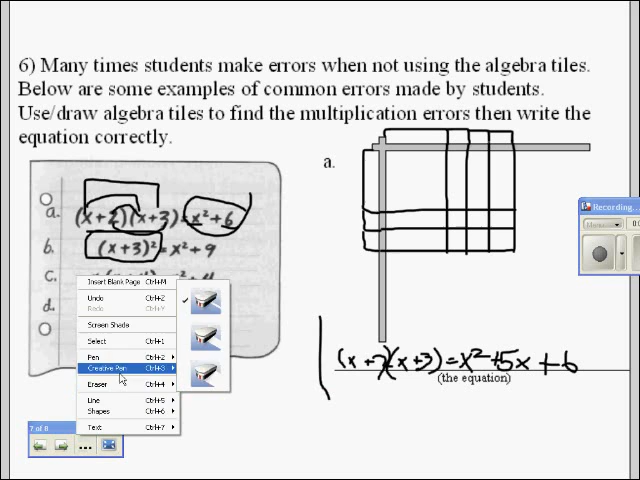 6) Many times students make errors when not using the algebra tiles.
Below are some examples of common errors made by students.
Use/draw algebra tiles to find the multiplication errors then write the
equation correctly.
a.
a. (x+2)(x+3)=x²+6
b. (x+3)²=x²+9
c.
d.
Insert Blank Page Ctrl+M
Undo Ctrl+Z
Redo Ctrl+Y
Screen Shade
Select Ctrl+1
Pen Ctrl+2
Creative Pen Ctrl+3
Eraser Ctrl+4
Line Ctrl+5
Shapes Ctrl+6
Text Ctrl+7
7 of 8
...
Recording...
(x+2)(x+3)=x²+5x+6
(the equation)